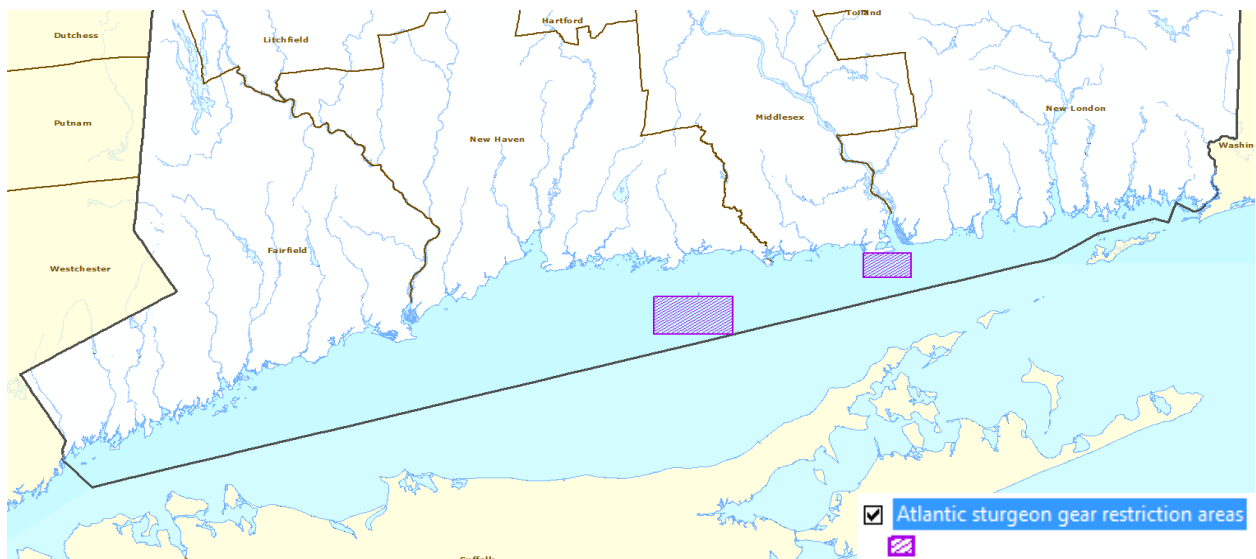 Hartford
Tolland
Dutchess
Litchfield
New London
Putnam
Middlesex
New Haven
Washin
Fairfield
Westchester
Atlantic sturgeon gear restriction areas